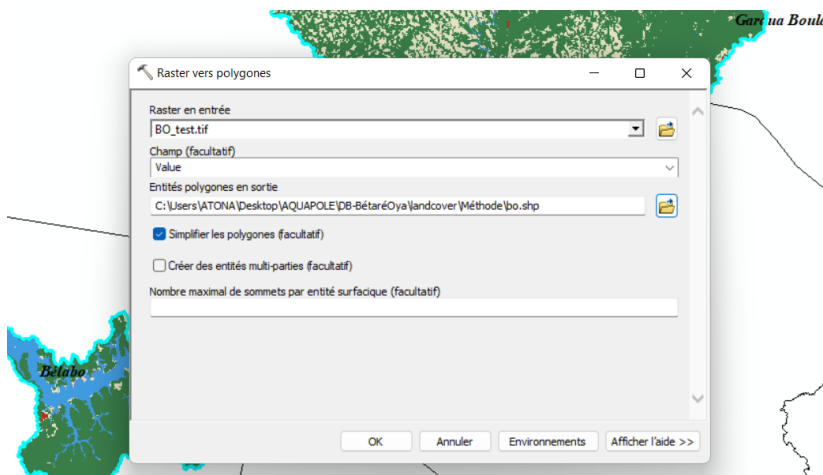 Garoua Boula
Raster vers polygones
Raster en entrée
BO_test.tif
Champ (facultatif)
Value
Entités polygones en sortie
C:\Users\ATONA\Desktop\AQUAPOLE\DB-BétaréOya\landcover\Méthode\bo.shp
Simplifier les polygones (facultatif)
Créer des entités multi-parties (facultatif)
Nombre maximal de sommets par entité surfacique (facultatif)
Bélabo
OK Annuler Environnements Afficher l'aide >>